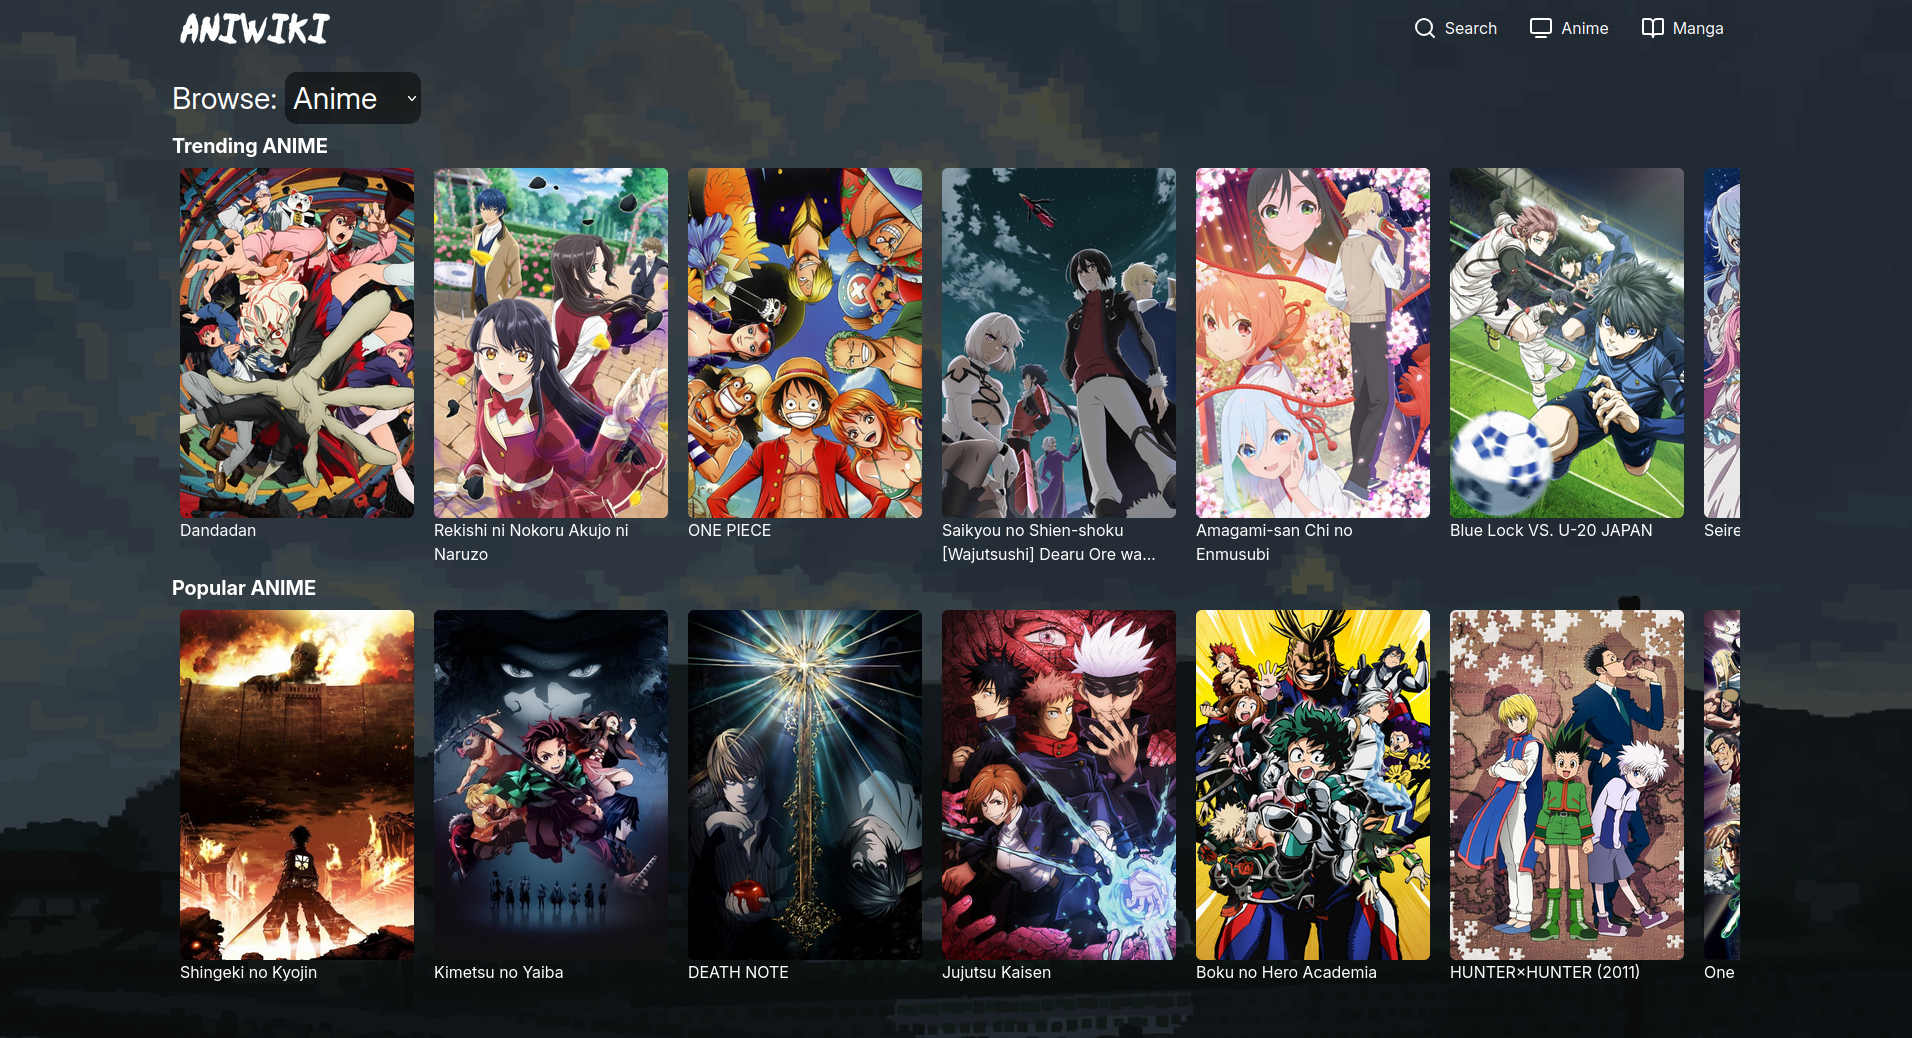 ANIWIKI
Search
Anime
Manga
Browse: Anime
Trending ANIME
Dandadan
Rekishi ni Nokoru Akujo ni
Naruzo
ONE PIECE
Saikyou no Shien-shoku
[Wajutsushi] Dearu Ore wa...
Amagami-san Chi no
Enmusubi
Blue Lock VS. U-20 JAPAN
Seire
Popular ANIME
Shingeki no Kyojin
Kimetsu no Yaiba
DEATH NOTE
Jujutsu Kaisen
Boku no Hero Academia
HUNTER×HUNTER (2011)
One